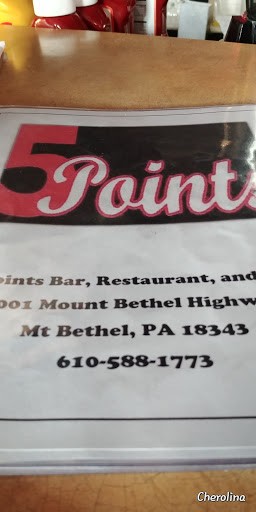 5 Points
oints Bar, Restaurant, and
001 Mount Bethel Highw
Mt Bethel, PA 18343
610-588-1773
Cherolina